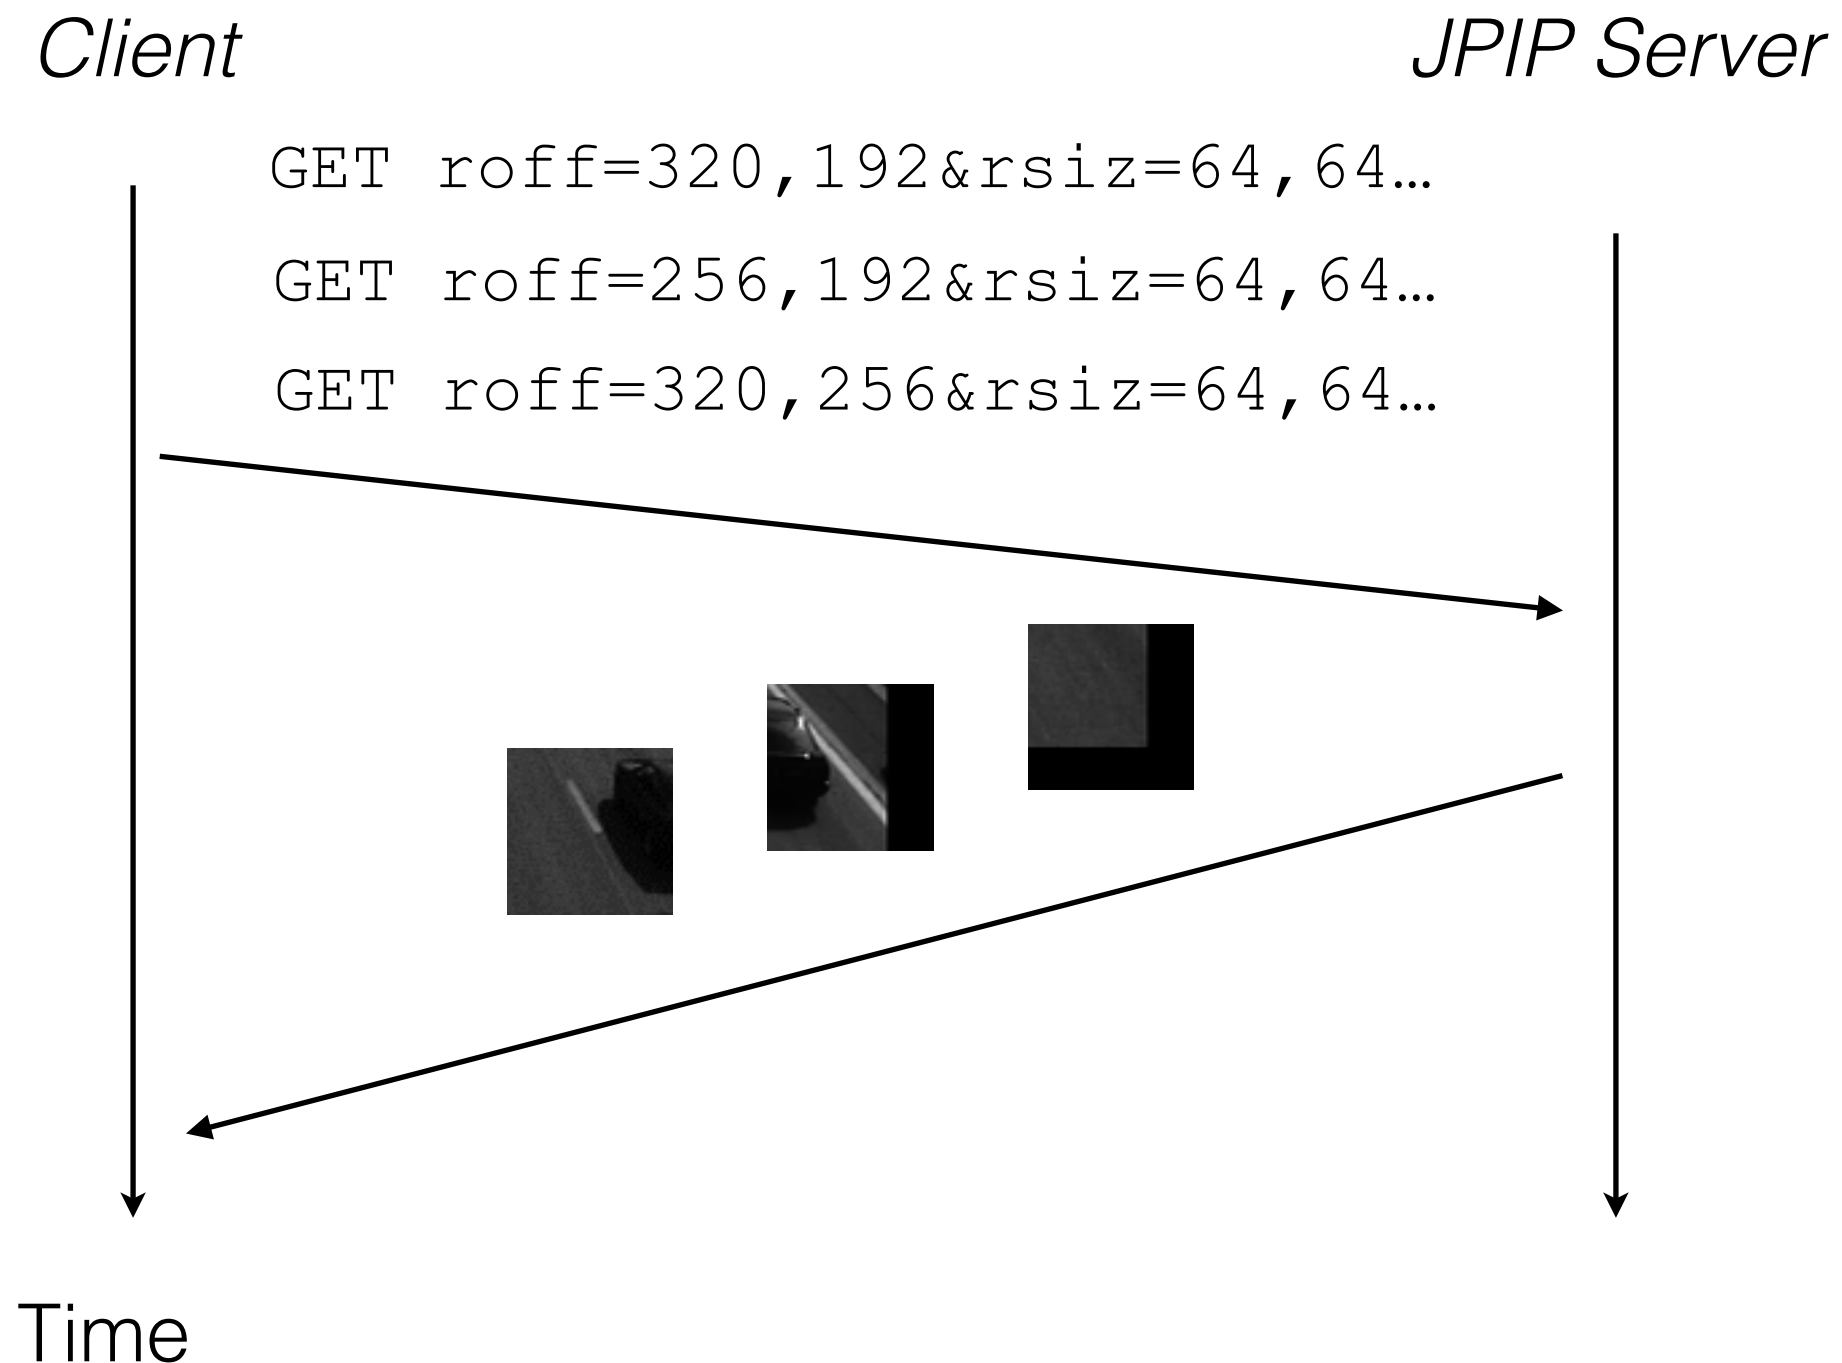 Client
JPIP Server
GET roff=320,192&rsiz=64,64…
GET roff=256,192&rsiz=64,64…
GET roff=320,256&rsiz=64,64…
Time